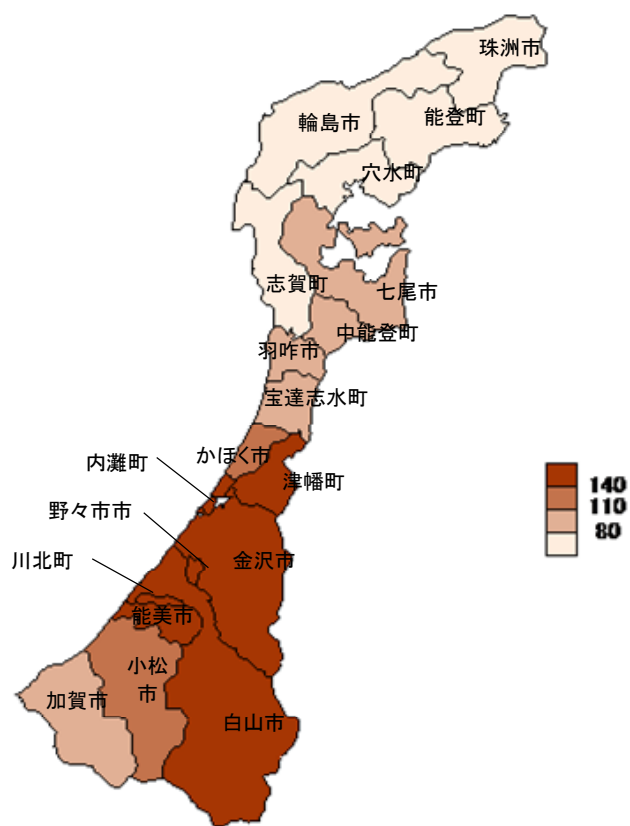 珠洲市
能登町
輪島市
穴水町
志賀町
七尾市
中能登町
羽咋市
宝達志水町
かほく市
内灘町
津幡町
野々市市
川北町
金沢市
能美市
小松
市
加賀市
白山市
140
110
80